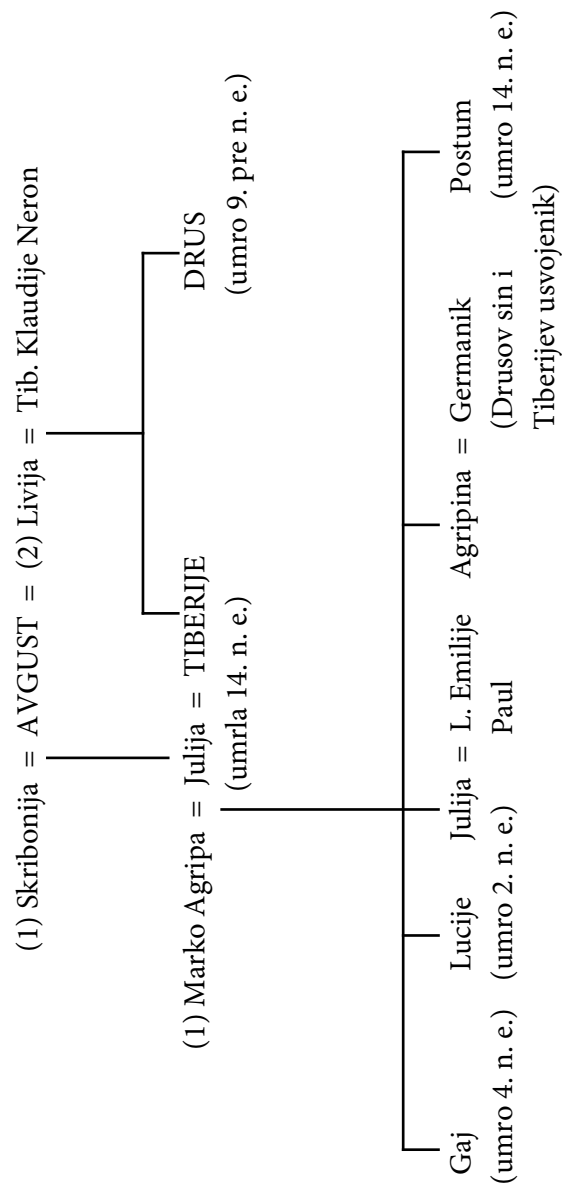 (1) Skribonija = AVGUST = (2) Livija = Tib. Klaudije Neron
(1) Marko Agripa = Julija = TIBERIJE DRUS
(umrla 14. n. e.) (umro 9. pre n. e.)
Gaj Lucije Julija = L. Emilije Agripina = Germanik Postum
(umro 4. n. e.) (umro 2. n. e.) Paul (Drusov sin i (umro 14. n. e.)
Tiberijev usvojenik)